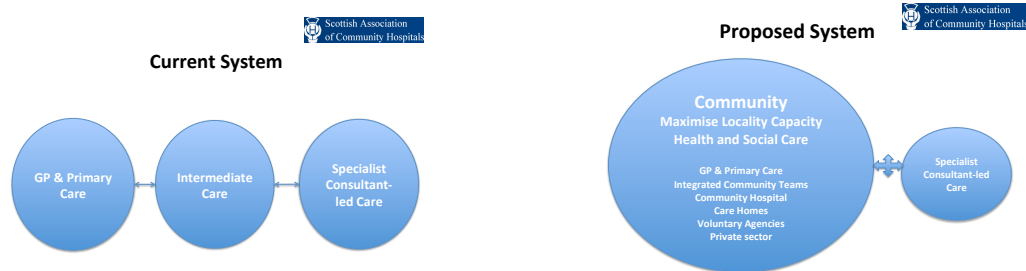 Scottish Association
of Community Hospitals
Current System
GP & Primary
Care
Intermediate
Care
Specialist
Consultant-
led Care
Scottish Association
of Community Hospitals
Proposed System
Community
Maximise Locality Capacity
Health and Social Care
GP & Primary Care
Integrated Community Teams
Community Hospital
Care Homes
Voluntary Agencies
Private sector
Specialist
Consultant-led
Care